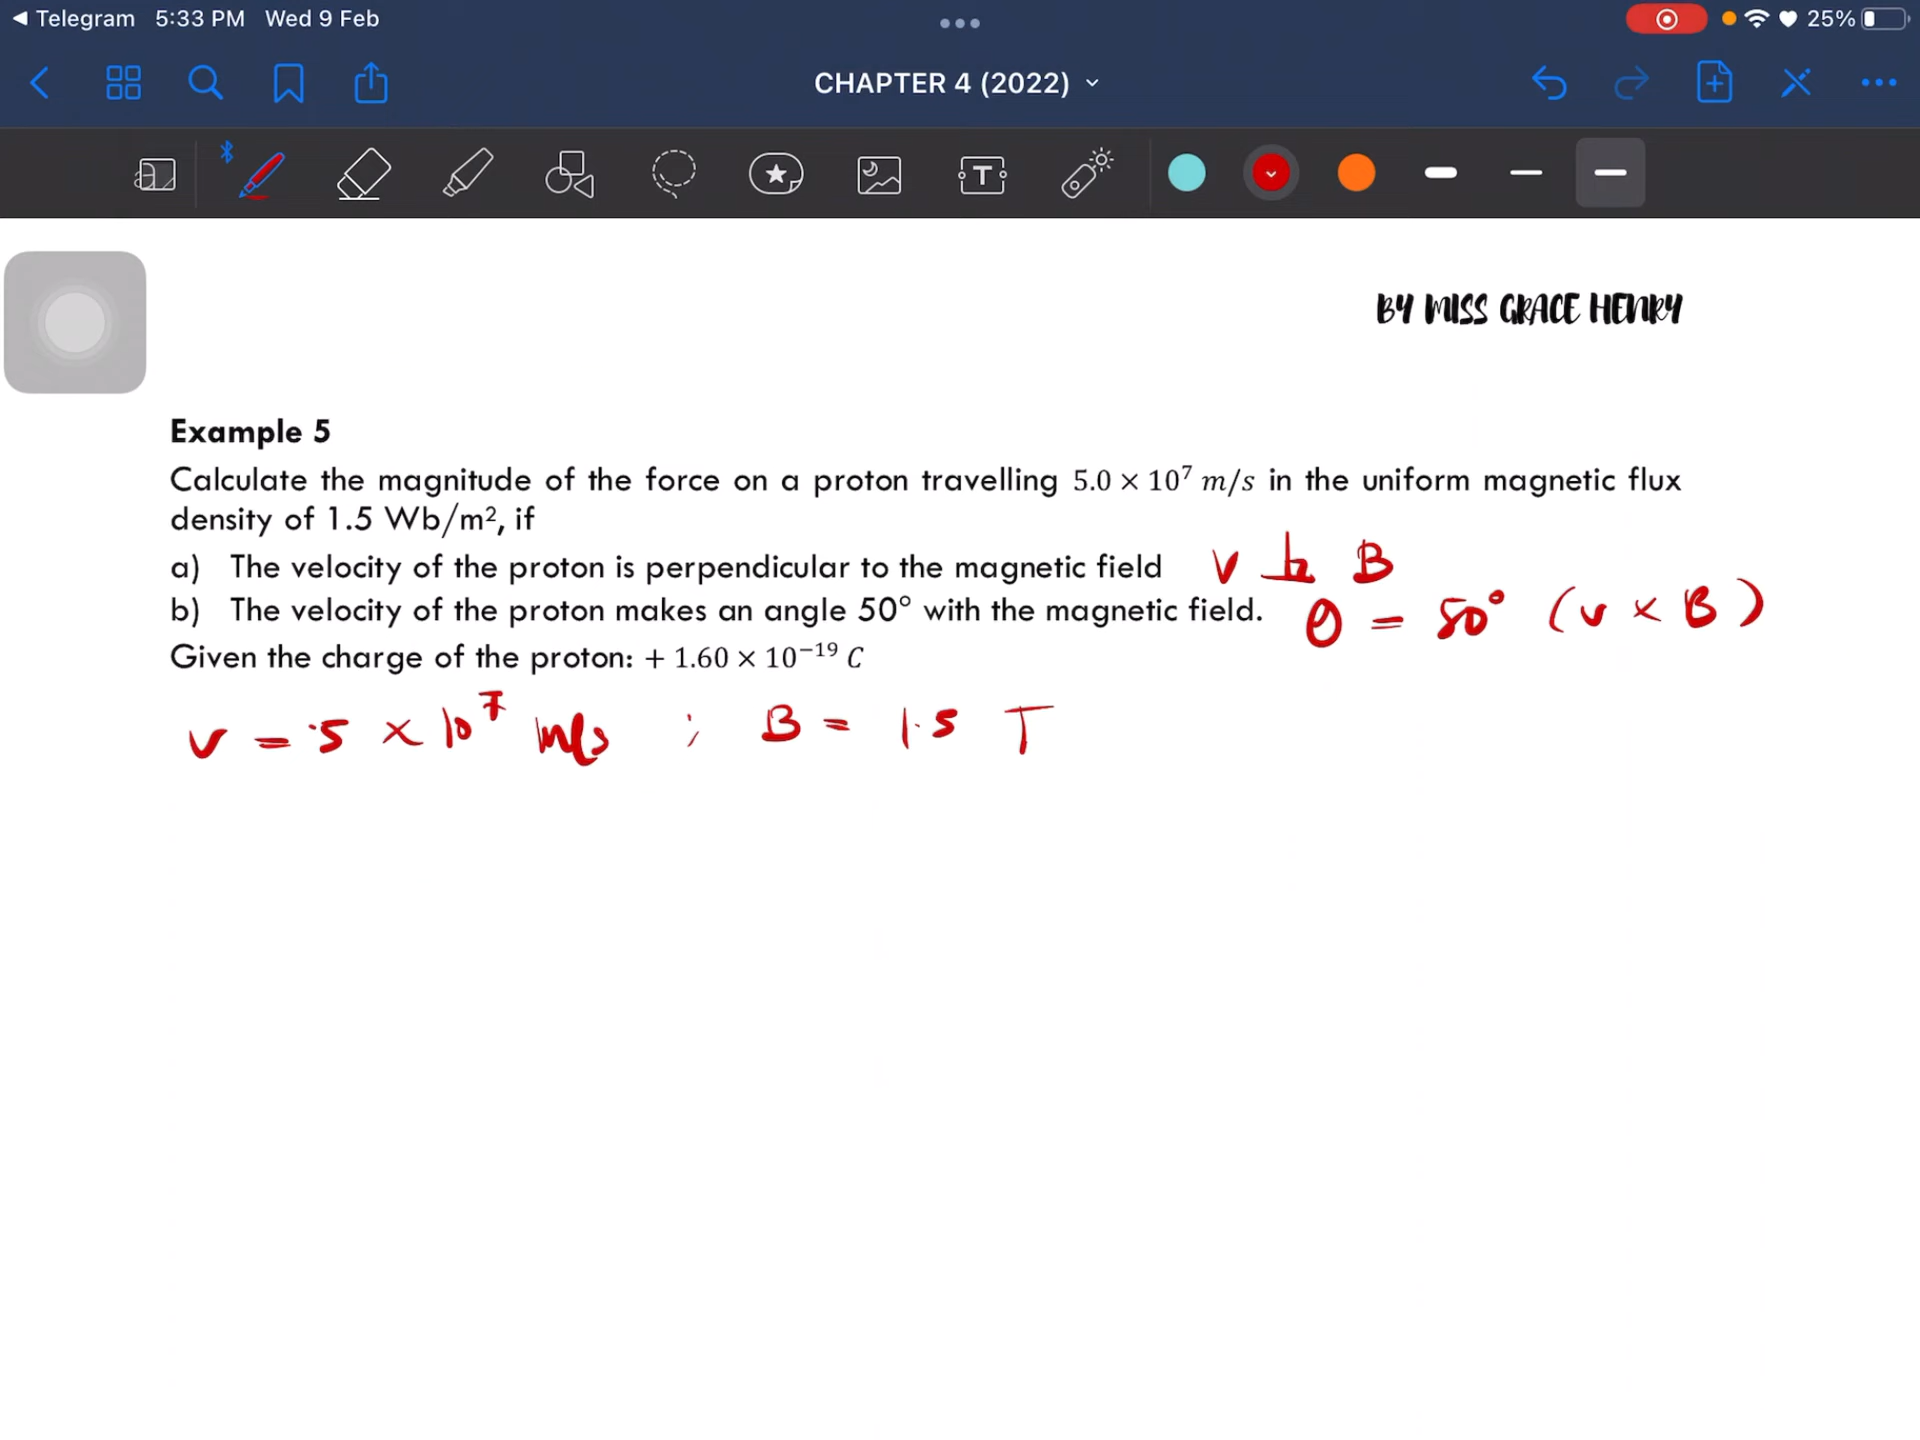 Telegram 5:33 PM Wed 9 Feb 25%
CHAPTER 4 (2022)
BY MISS GRACE HENRY
Example 5
Calculate the magnitude of the force on a proton travelling 5.0 × 10⁷ m/s in the uniform magnetic flux
density of 1.5 Wb/m², if
a) The velocity of the proton is perpendicular to the magnetic field v ⊥ B
b) The velocity of the proton makes an angle 50° with the magnetic field. θ = 50° (v × B)
Given the charge of the proton: + 1.60 × 10⁻¹⁹ C
v = 5 × 10⁷ m/s ; B = 1.5 T